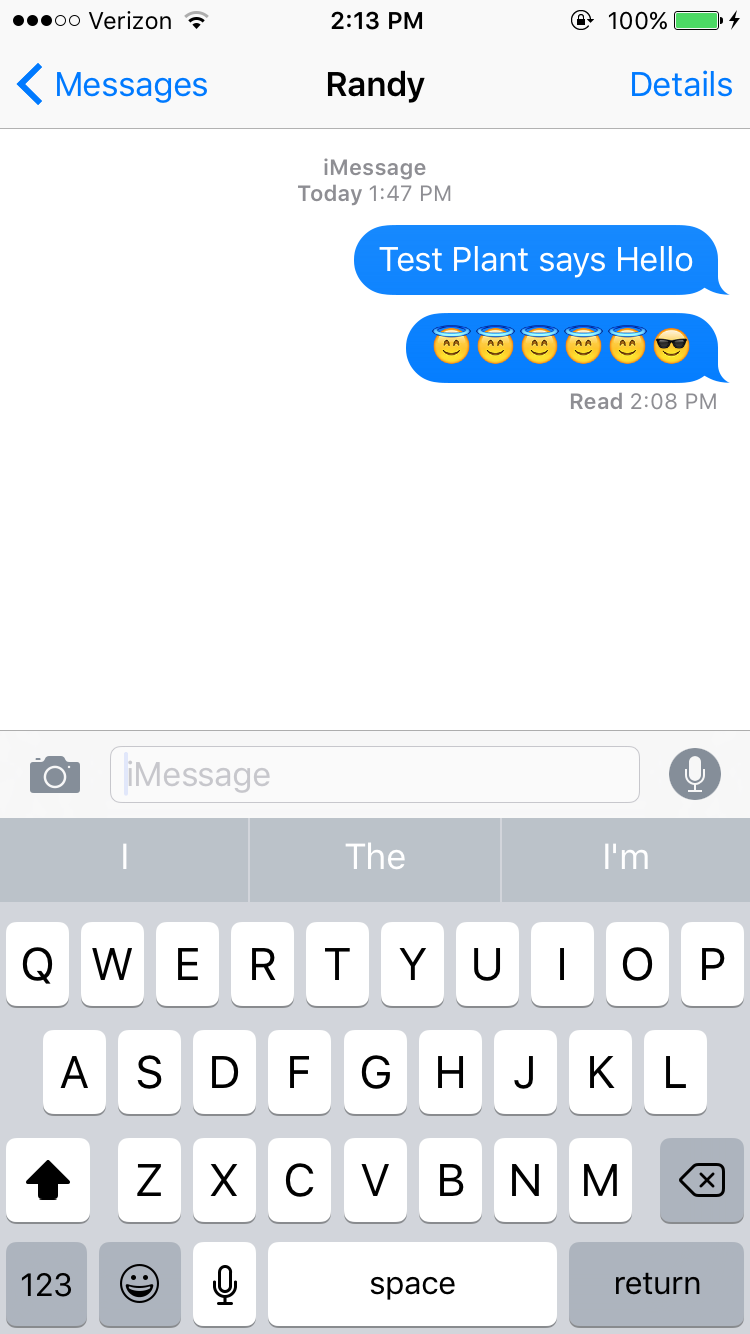 Verizon 2:13 PM 100%
Messages Randy Details
iMessage
Today 1:47 PM
Test Plant says Hello
😇😇😇😇😇😎
Read 2:08 PM
iMessage
I The I'm
Q W E R T Y U I O P
A S D F G H J K L
Z X C V B N M
123 space return